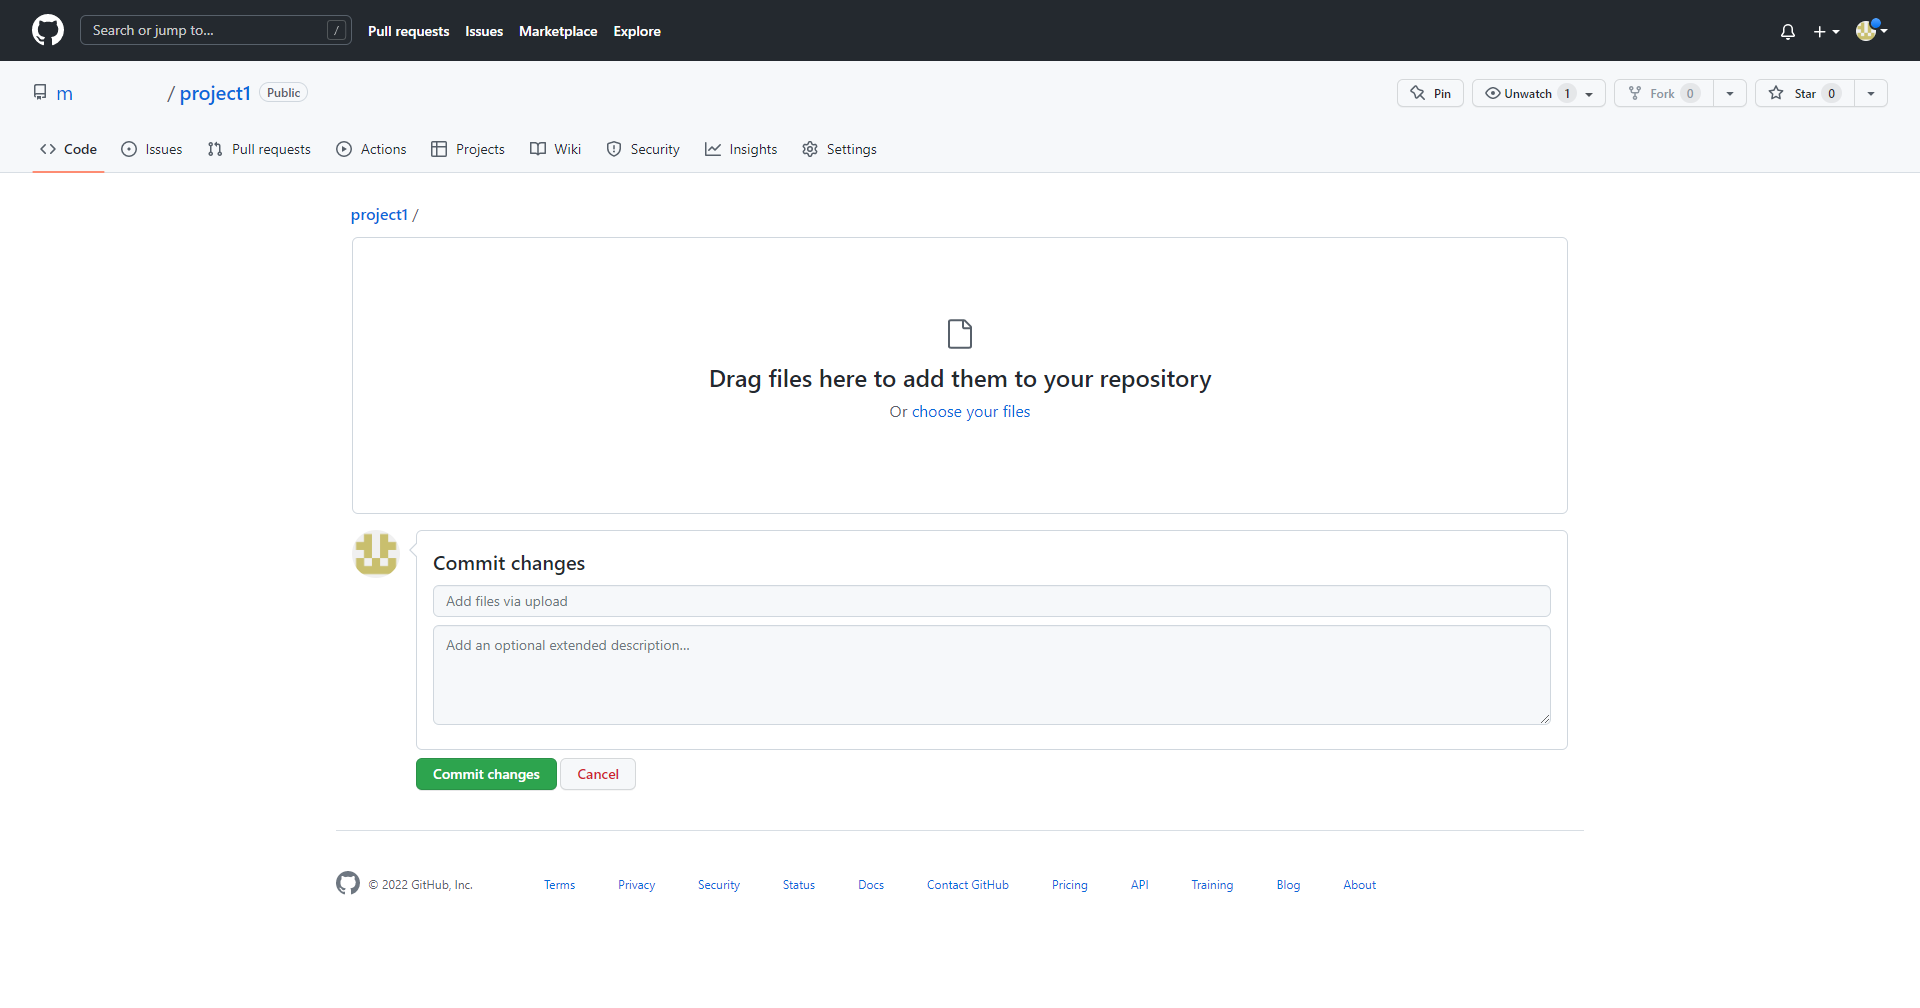 Search or jump to... / Pull requests Issues Marketplace Explore
m / project1 Public Pin Unwatch 1 Fork 0 Star 0
Code Issues Pull requests Actions Projects Wiki Security Insights Settings
project1 /
Drag files here to add them to your repository
Or choose your files
Commit changes
Add files via upload
Add an optional extended description...
Commit changes Cancel
© 2022 GitHub, Inc. Terms Privacy Security Status Docs Contact GitHub Pricing API Training Blog About